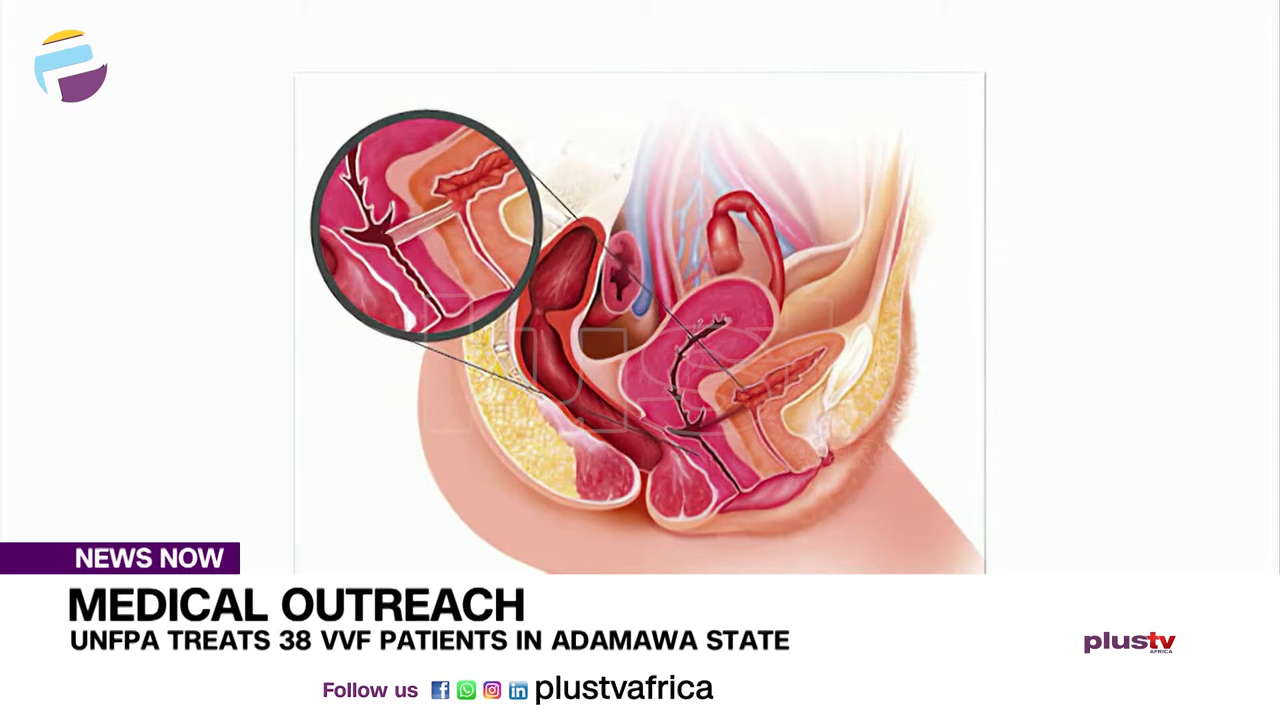 NEWS NOW
MEDICAL OUTREACH
UNFPA TREATS 38 VVF PATIENTS IN ADAMAWA STATE
plustv
AFRICA
Follow us plustvafrica